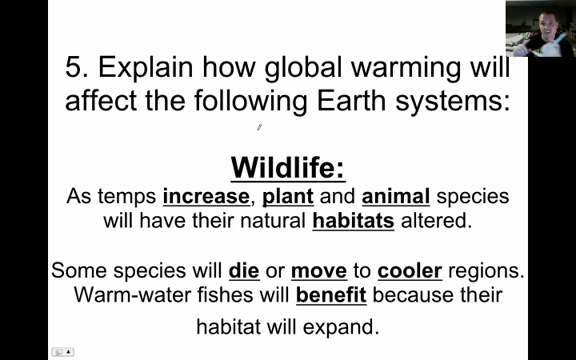 5. Explain how global warming will
affect the following Earth systems:
Wildlife:
As temps increase, plant and animal species
will have their natural habitats altered.
Some species will die or move to cooler regions.
Warm-water fishes will benefit because their
habitat will expand.